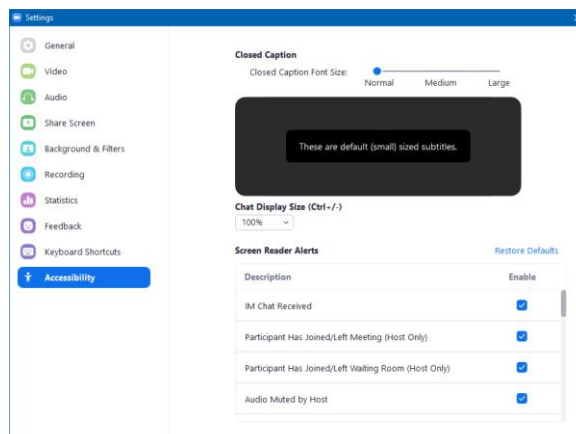 Settings
General
Video
Audio
Share Screen
Background & Filters
Recording
Statistics
Feedback
Keyboard Shortcuts
Accessibility
Closed Caption
Closed Caption Font Size:
Normal Medium Large
These are default (small) sized subtitles.
Chat Display Size (Ctrl+/-)
100%
Screen Reader Alerts Restore Defaults
Description Enable
IM Chat Received
Participant Has Joined/Left Meeting (Host Only)
Participant Has Joined/Left Waiting Room (Host Only)
Audio Muted by Host